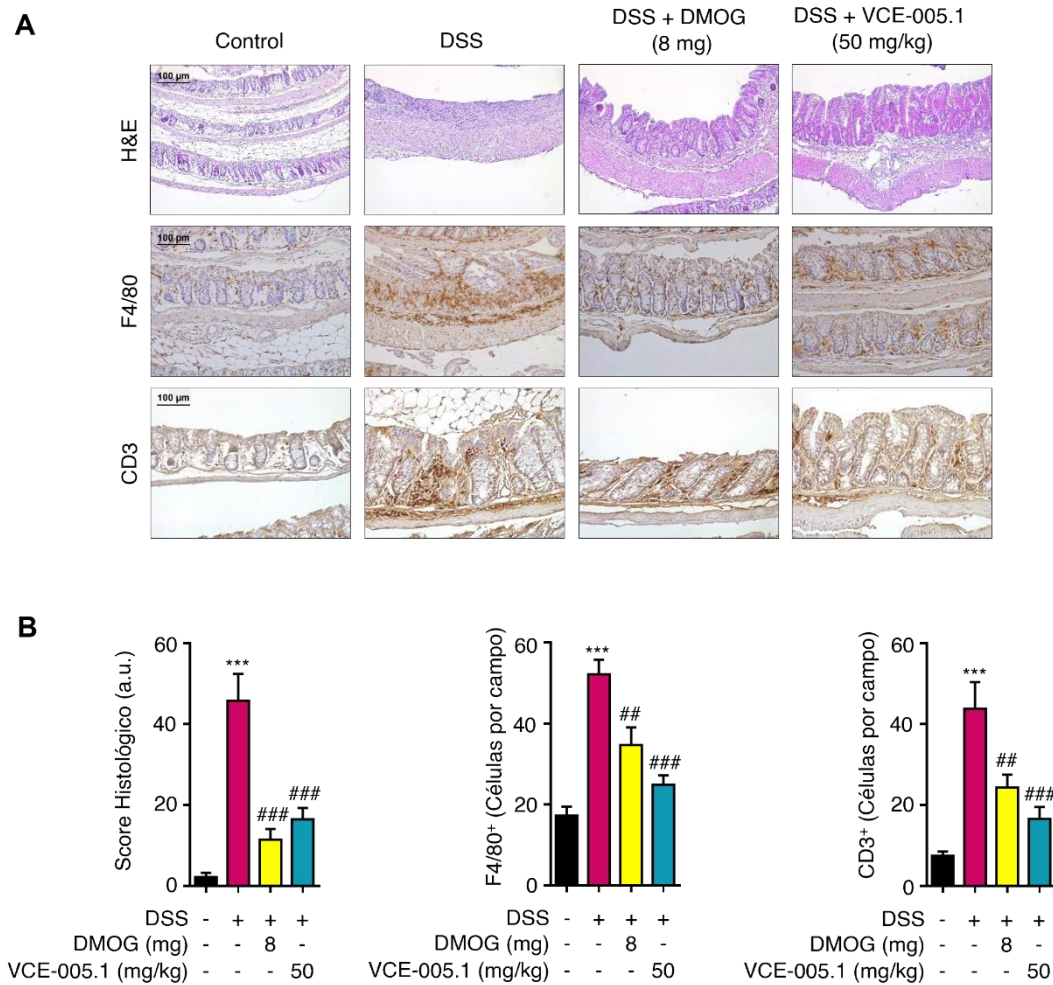 A
Control
DSS
DSS + DMOG
(8 mg)
DSS + VCE-005.1
(50 mg/kg)
H&E
100 µm
F4/80
100 µm
CD3
100 µm
B
Score Histológico (a.u.)
60
40
20
0
***
###
###
F4/80⁺ (Células por campo)
60
40
20
0
***
##
###
CD3⁺ (Células por campo)
60
40
20
0
***
##
###
DSS - + + +
DMOG (mg) - - 8 -
VCE-005.1 (mg/kg) - - - 50
DSS - + + +
DMOG (mg) - - 8 -
VCE-005.1 (mg/kg) - - - 50
DSS - + + +
DMOG (mg) - - 8 -
VCE-005.1 (mg/kg) - - - 50